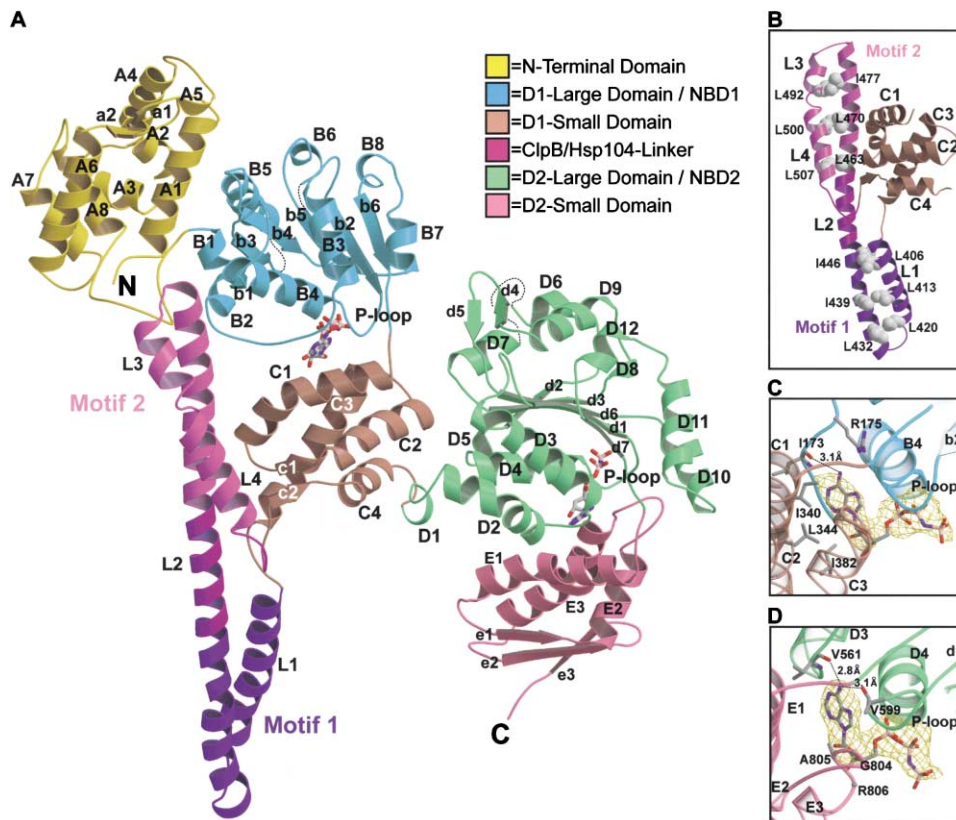 A
A4
A5
a2
a1
A2
A6
A7
A3
A1
A8
N
B6
B8
B5
b5
b6
b4
b2
B1
b3
B3
B7
b1
B4
B2
P-loop
L3
Motif 2
C1
C3
C2
c1
L4
c2
C4
L2
L1
Motif 1
=N-Terminal Domain
=D1-Large Domain / NBD1
=D1-Small Domain
=ClpB/Hsp104-Linker
=D2-Large Domain / NBD2
=D2-Small Domain
d4
D6
D9
d5
D12
D7
D8
d2
d3
d6
D11
d1
D5
D3
d7
D4
P-loop
D10
D2
D1
E1
E3
E2
e1
e2
e3
C
B
Motif 2
L3
I477
L492
C1
C3
L500
L470
C2
L4
L463
L507
C4
L2
L406
I446
L1
L413
I439
Motif 1
L420
L432
C
R175
C1
I173
B4
3.1Å
P-loop
I340
L344
C2
I382
C3
D
D3
V561
D4
d
2.8Å
3.1Å
E1
V599
P-loop
A805
G804
E2
R806
E3